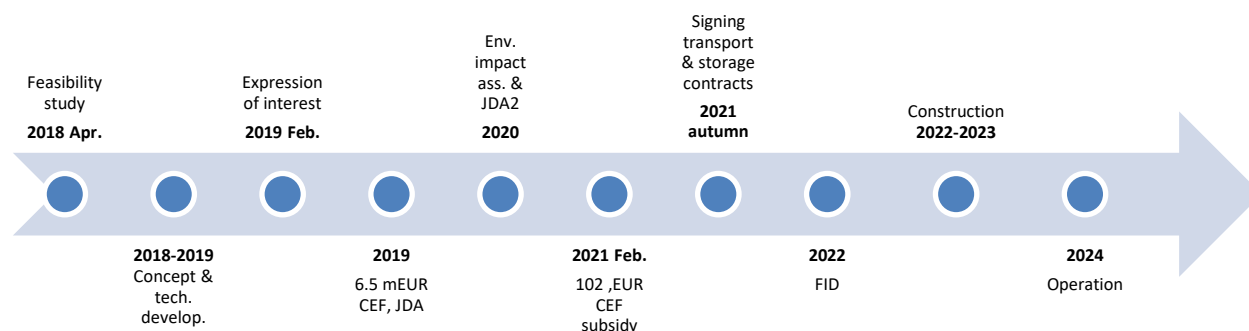 Feasibility
study
2018 Apr.
2018-2019
Concept &
tech.
develop.
Expression
of interest
2019 Feb.
2019
6.5 mEUR
CEF, JDA
Env.
impact
ass. &
JDA2
2020
2021 Feb.
102 ,EUR
CEF
subsidy
Signing
transport
& storage
contracts
2021
autumn
2022
FID
Construction
2022-2023
2024
Operation